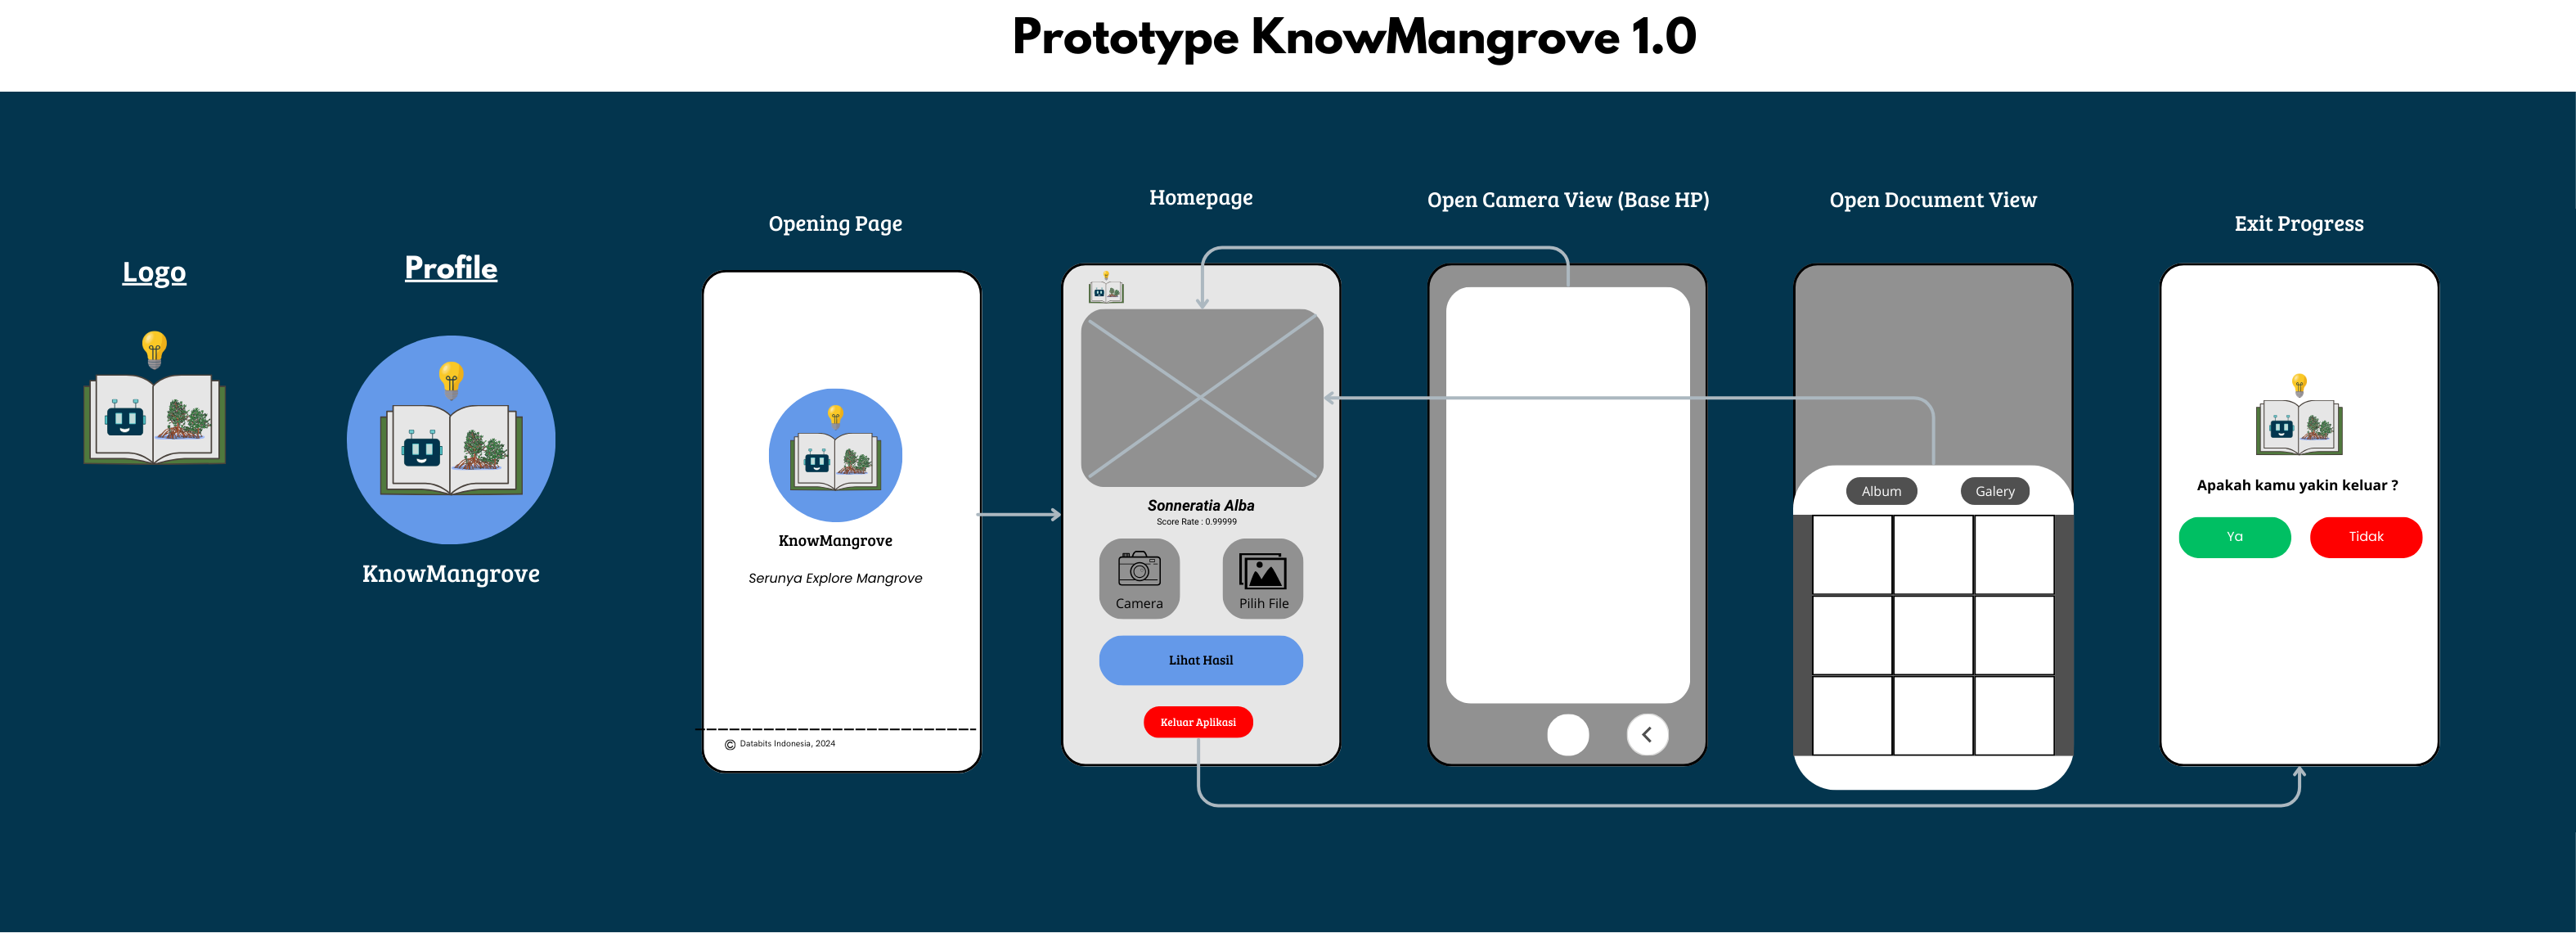 Prototype KnowMangrove 1.0
Logo
Profile
KnowMangrove
Opening Page
KnowMangrove
Serunya Explore Mangrove
© Databits Indonesia, 2024
Homepage
Sonneratia Alba
Score Rate : 0.99999
Camera
Pilih File
Lihat Hasil
Keluar Aplikasi
Open Camera View (Base HP)
Open Document View
Album
Galery
Exit Progress
Apakah kamu yakin keluar ?
Ya
Tidak